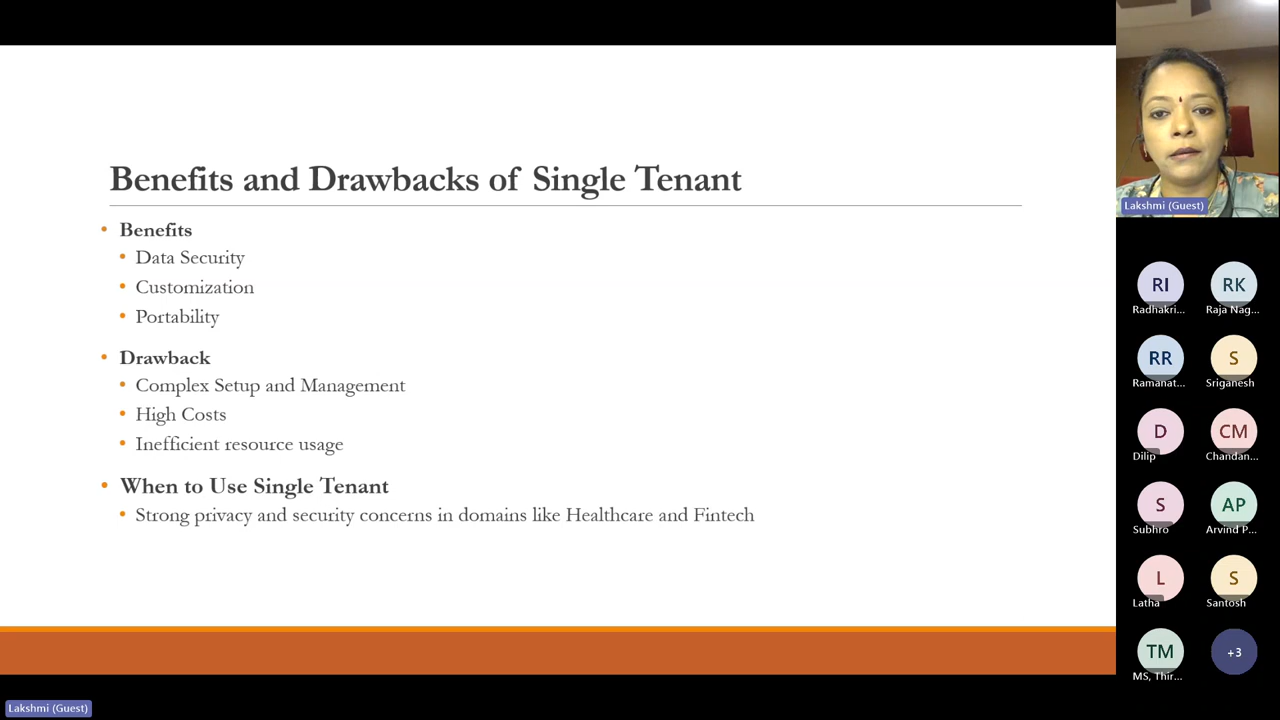 Benefits and Drawbacks of Single Tenant
• Benefits
• Data Security
• Customization
• Portability
• Drawback
• Complex Setup and Management
• High Costs
• Inefficient resource usage
• When to Use Single Tenant
• Strong privacy and security concerns in domains like Healthcare and Fintech
Lakshmi (Guest)
RI RK
Radhakri... Raja Nag...
RR S
Ramanat... Sriganesh
D CM
Dilip Chandan...
S AP
Subhro Arvind P...
L S
Latha Santosh
TM +3
MS, Thir...
Lakshmi (Guest)